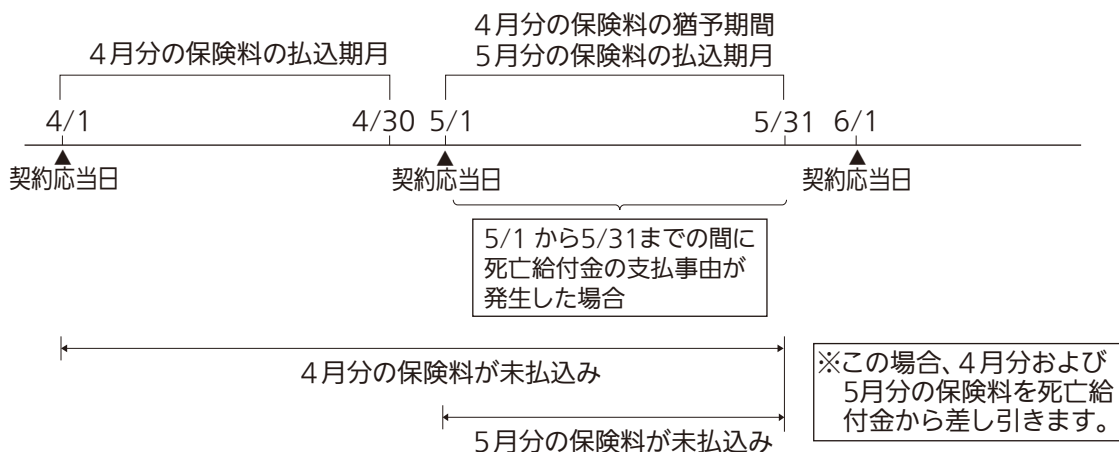 4月分の保険料の猶予期間
4月分の保険料の払込期月
5月分の保険料の払込期月
4/1
4/30
5/1
5/31
6/1
▲
▲
▲
契約応当日
契約応当日
契約応当日
5/1 から5/31までの間に
死亡給付金の支払事由が
発生した場合
4月分の保険料が未払込み
5月分の保険料が未払込み
※この場合、4月分および
5月分の保険料を死亡給
付金から差し引きます。